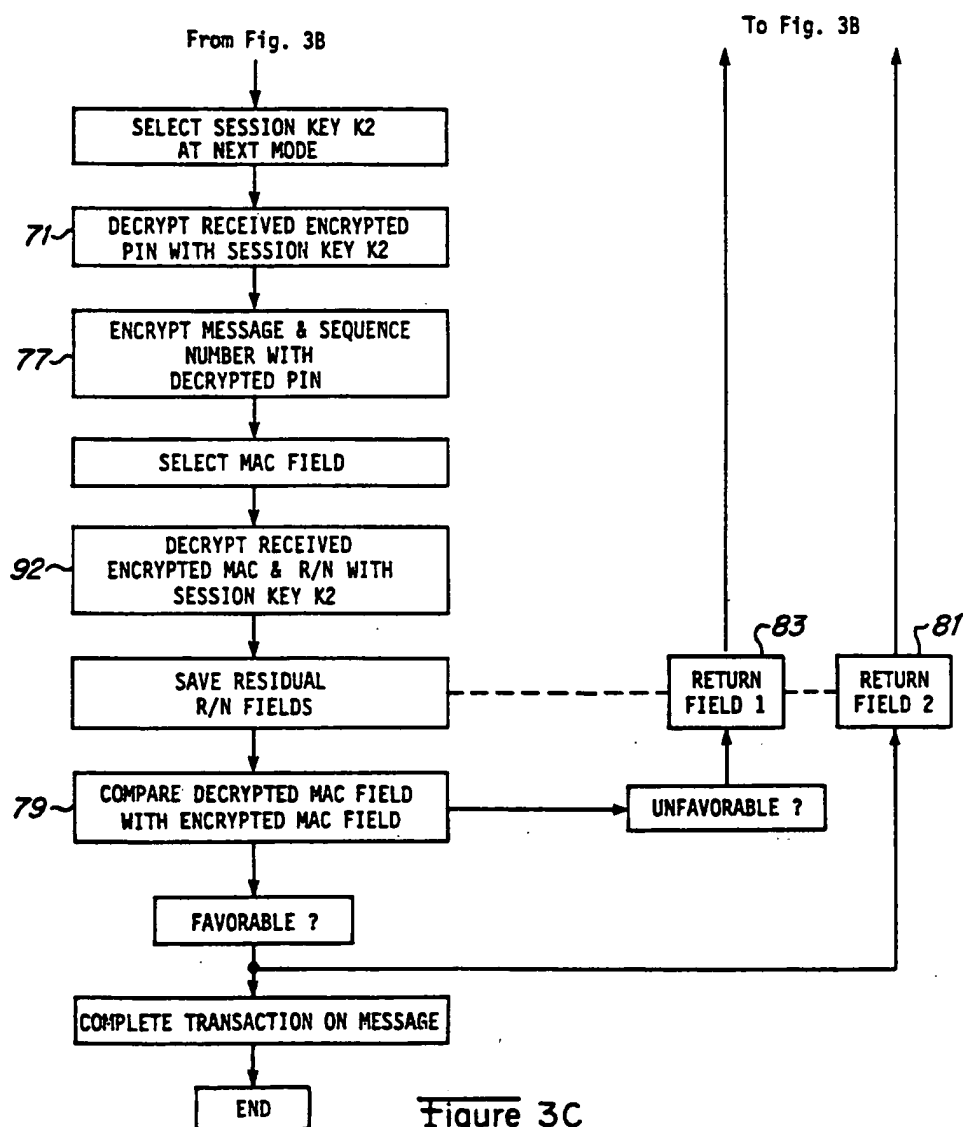 From Fig. 3B
To Fig. 3B
SELECT SESSION KEY K2
AT NEXT MODE
71
DECRYPT RECEIVED ENCRYPTED
PIN WITH SESSION KEY K2
77
ENCRYPT MESSAGE & SEQUENCE
NUMBER WITH
DECRYPTED PIN
SELECT MAC FIELD
92
DECRYPT RECEIVED
ENCRYPTED MAC & R/N WITH
SESSION KEY K2
SAVE RESIDUAL
R/N FIELDS
83
RETURN
FIELD 1
81
RETURN
FIELD 2
79
COMPARE DECRYPTED MAC FIELD
WITH ENCRYPTED MAC FIELD
UNFAVORABLE ?
FAVORABLE ?
COMPLETE TRANSACTION ON MESSAGE
END
Figure 3C